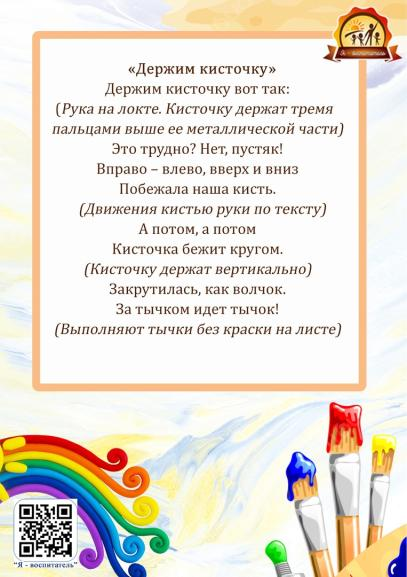 Я - воспитатель
«Держим кисточку»
Держим кисточку вот так:
(Рука на локте. Кисточку держат тремя
пальцами выше ее металлической части)
Это трудно? Нет, пустяк!
Вправо – влево, вверх и вниз
Побежала наша кисть.
(Движения кистью руки по тексту)
А потом, а потом
Кисточка бежит кругом.
(Кисточку держат вертикально)
Закрутилась, как волчок.
За тычком идет тычок!
(Выполняют тычки без краски на листе)
"Я - воспитатель"